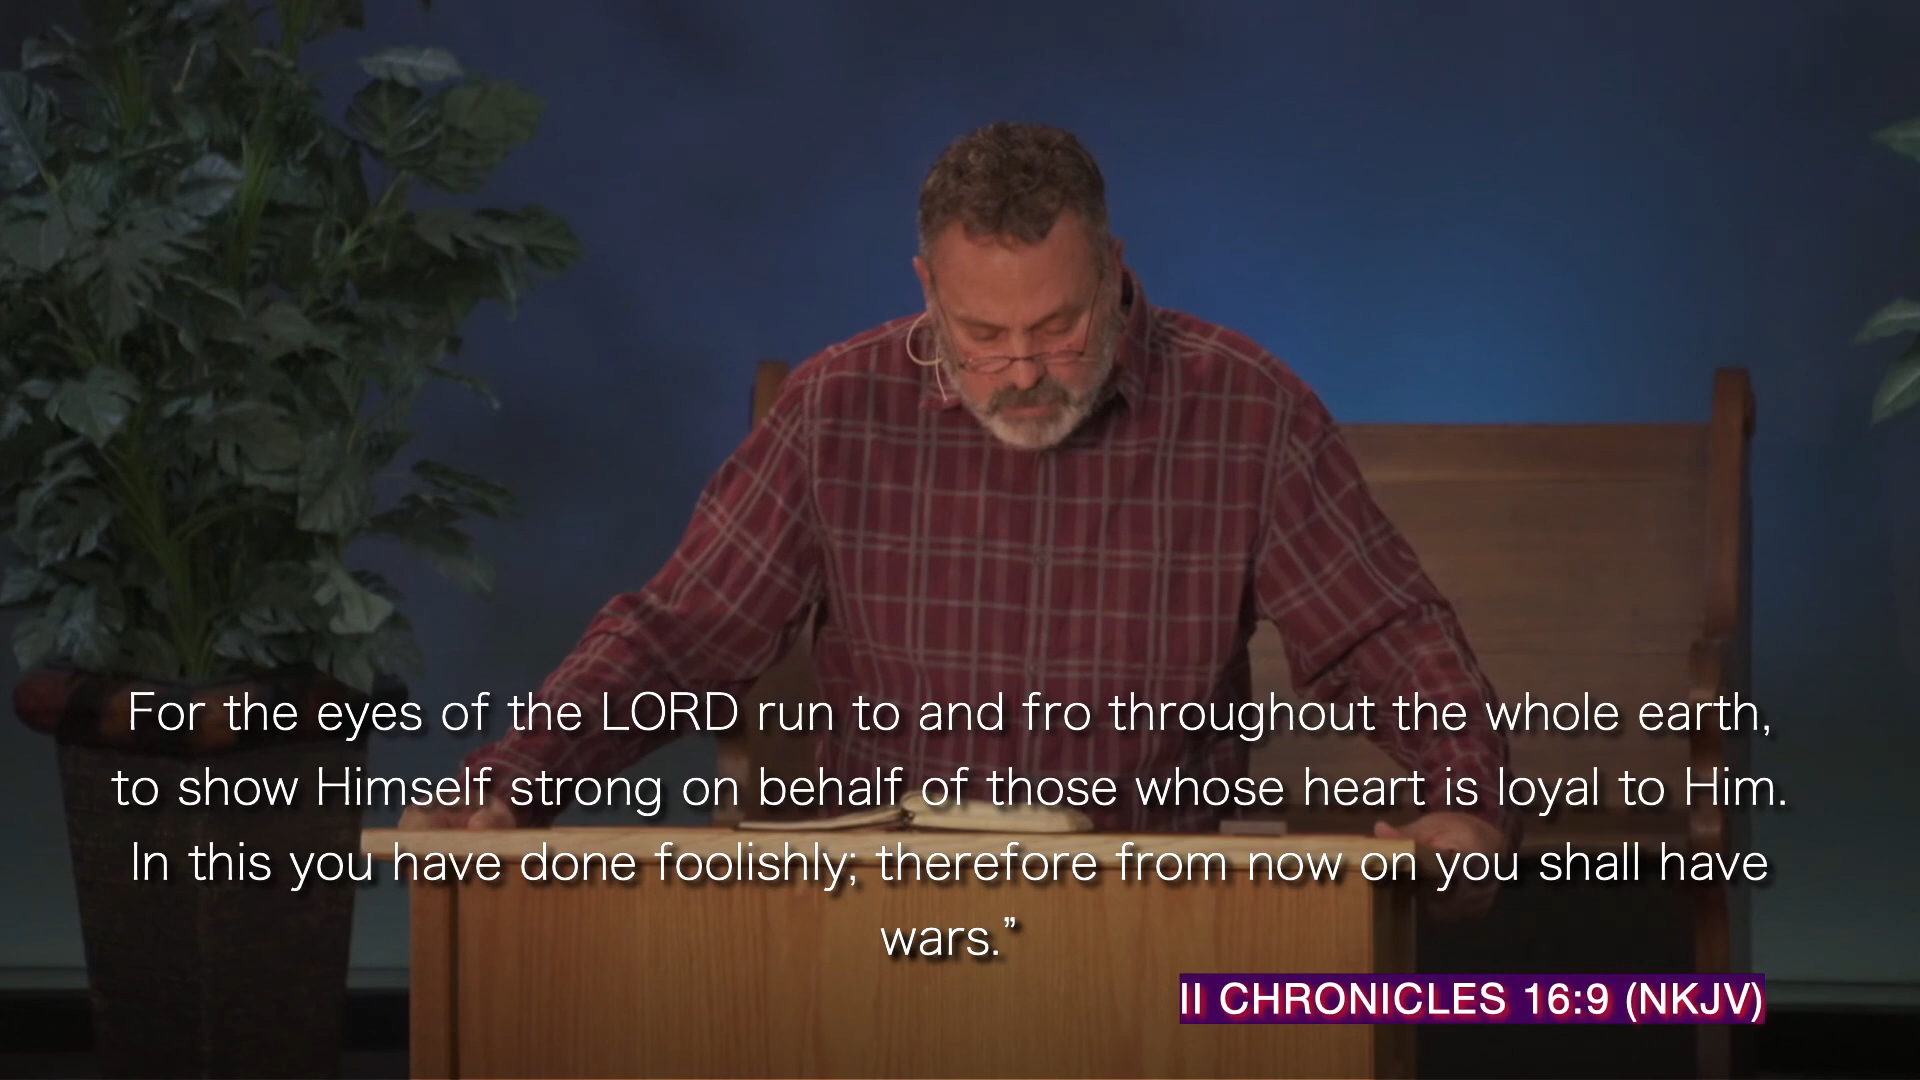 For the eyes of the LORD run to and fro throughout the whole earth,
to show Himself strong on behalf of those whose heart is loyal to Him.
In this you have done foolishly; therefore from now on you shall have
wars.”
II CHRONICLES 16:9 (NKJV)